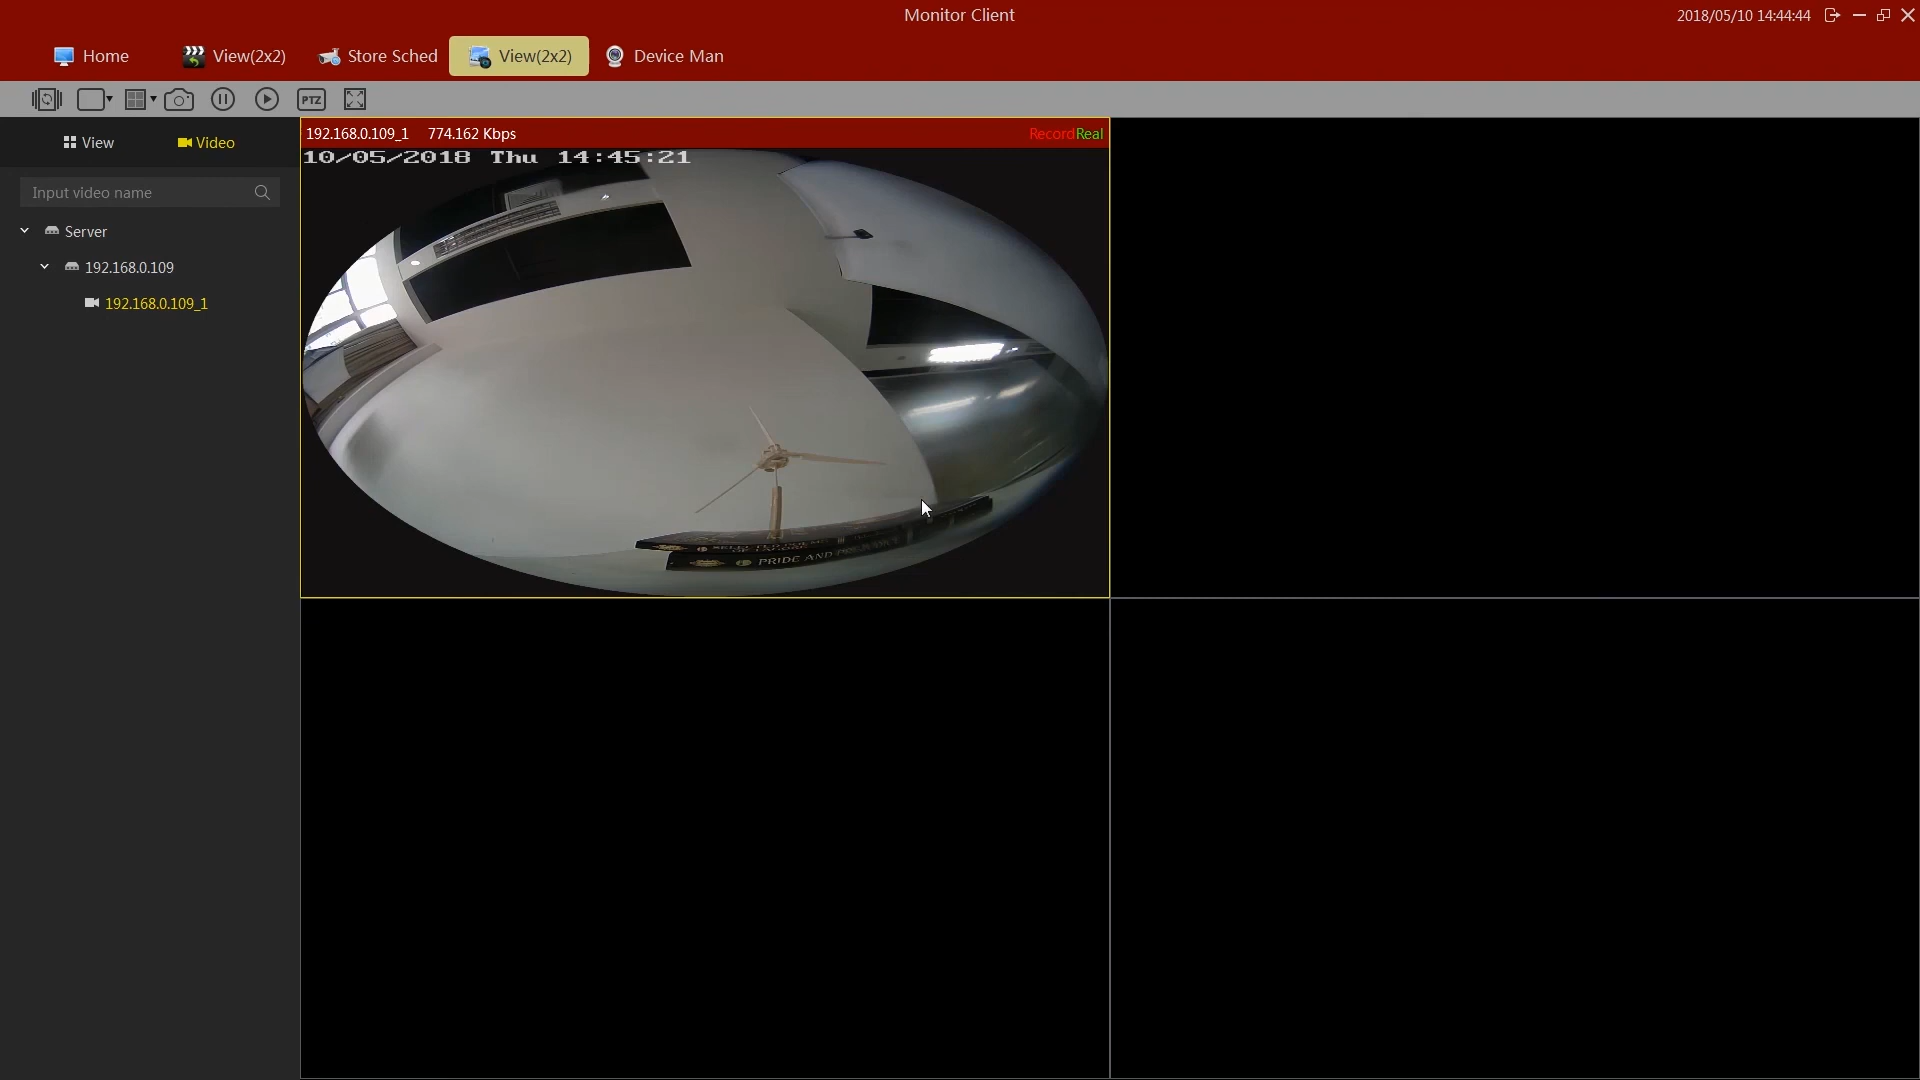 Monitor Client
2018/05/10 14:44:44
Home
View(2x2)
Store Sched
View(2x2)
Device Man
PTZ
View
Video
Input video name
Server
192.168.0.109
192.168.0.109_1
192.168.0.109_1 774.162 Kbps
Record Real
10/05/2018 Thu 14:45:21
PRIDE AND